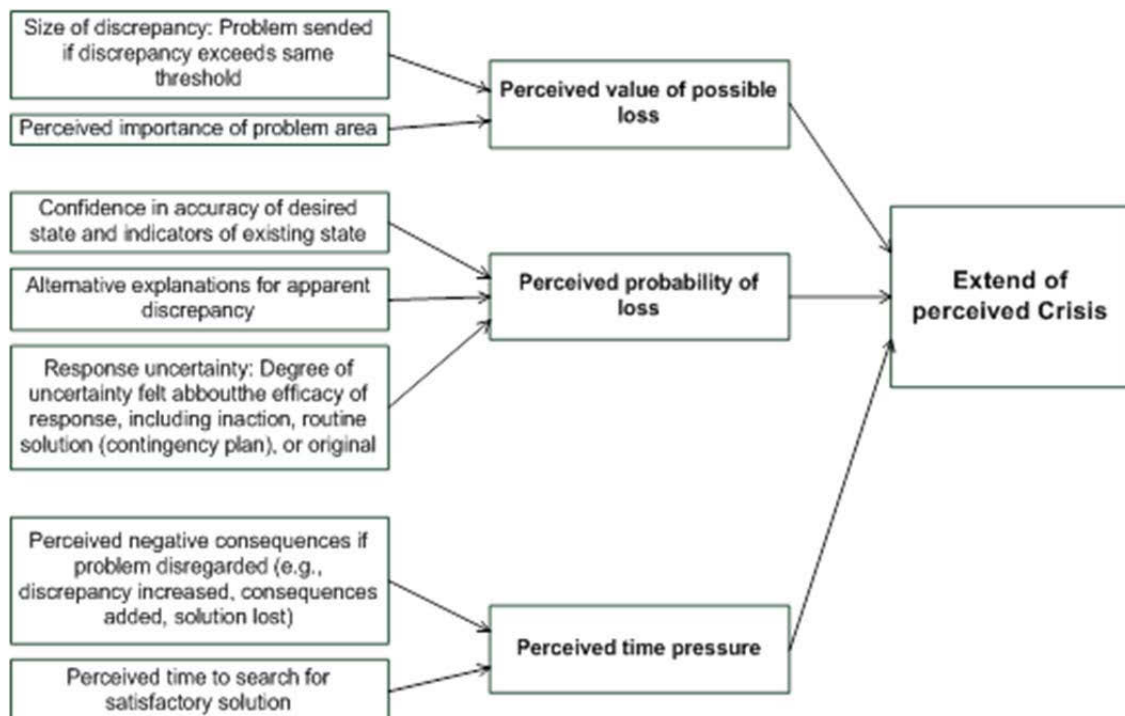 Size of discrepancy: Problem sended
if discrepancy exceeds same
threshold
Perceived importance of problem area
Perceived value of possible
loss
Confidence in accuracy of desired
state and indicators of existing state
Alternative explanations for apparent
discrepancy
Response uncertainty: Degree of
uncertainty felt abboutthe efficacy of
response, including inaction, routine
solution (contingency plan), or original
Perceived probability of
loss
Perceived negative consequences if
problem disregarded (e.g.,
discrepancy increased, consequences
added, solution lost)
Perceived time to search for
satisfactory solution
Perceived time pressure
Extend of
perceived Crisis